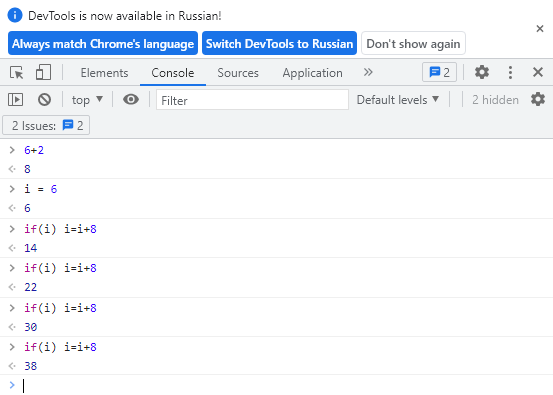 DevTools is now available in Russian!
Always match Chrome's language Switch DevTools to Russian Don't show again
Elements Console Sources Application 2
top Filter Default levels 2 hidden
2 Issues: 2
6+2
8
i = 6
6
if(i) i=i+8
14
if(i) i=i+8
22
if(i) i=i+8
30
if(i) i=i+8
38